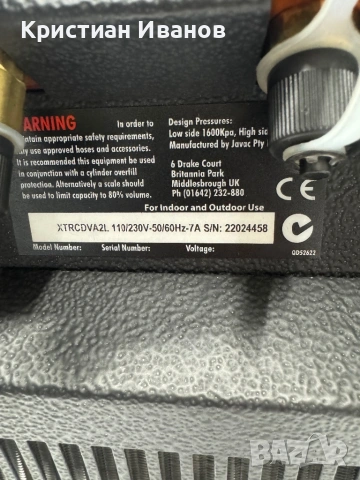 Кристиан Иванов
WARNING In order to
appropriate safety requirements,
use approved hoses and accessories.
It is recommended this equipment be used
in conjunction with a cylinder overfill
protection. Alternatively a scale should
be used to limit capacity to 80% volume.
Design Pressures:
Low side 1600Kpa, High
Manufactured by Javac Pty
6 Drake Court
Britannia Park
Middlesbrough UK
Ph (01642) 232-880
CE
For Indoor and Outdoor Use
XTRCDVA2L 110/230V-50/60Hz-7A S/N: 22024458
Model Number: Serial Number: Voltage:
QDS2622
BAZAR